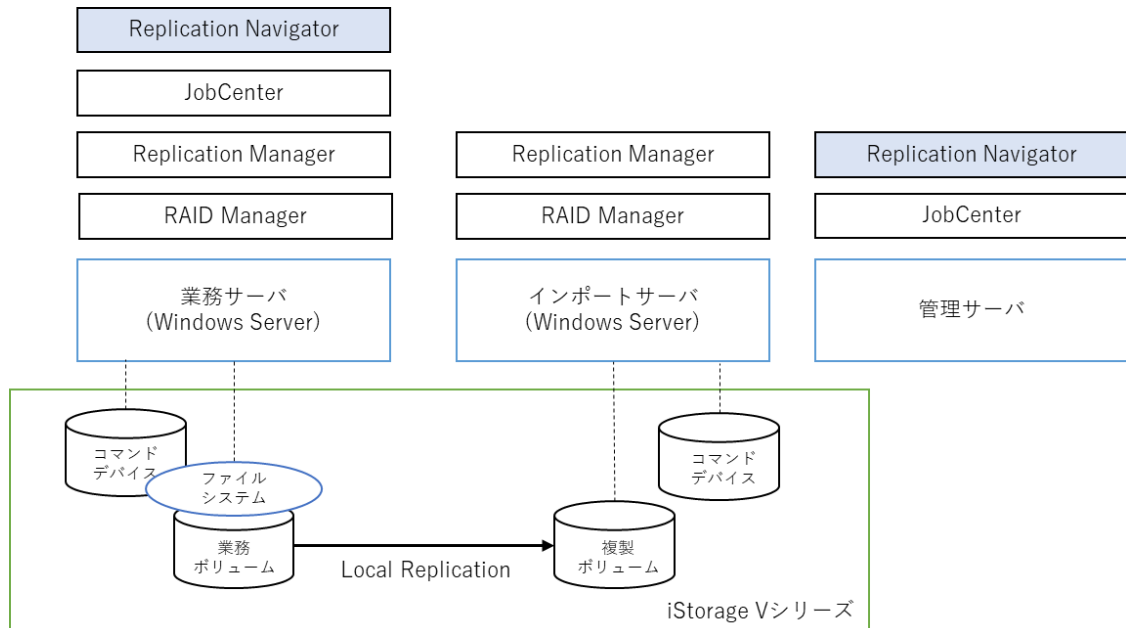 Replication Navigator
JobCenter
Replication Manager
RAID Manager
業務サーバ
(Windows Server)
Replication Manager
RAID Manager
インポートサーバ
(Windows Server)
Replication Navigator
JobCenter
管理サーバ
コマンド
デバイス
ファイル
システム
業務
ボリューム
Local Replication
複製
ボリューム
コマンド
デバイス
iStorage Vシリーズ